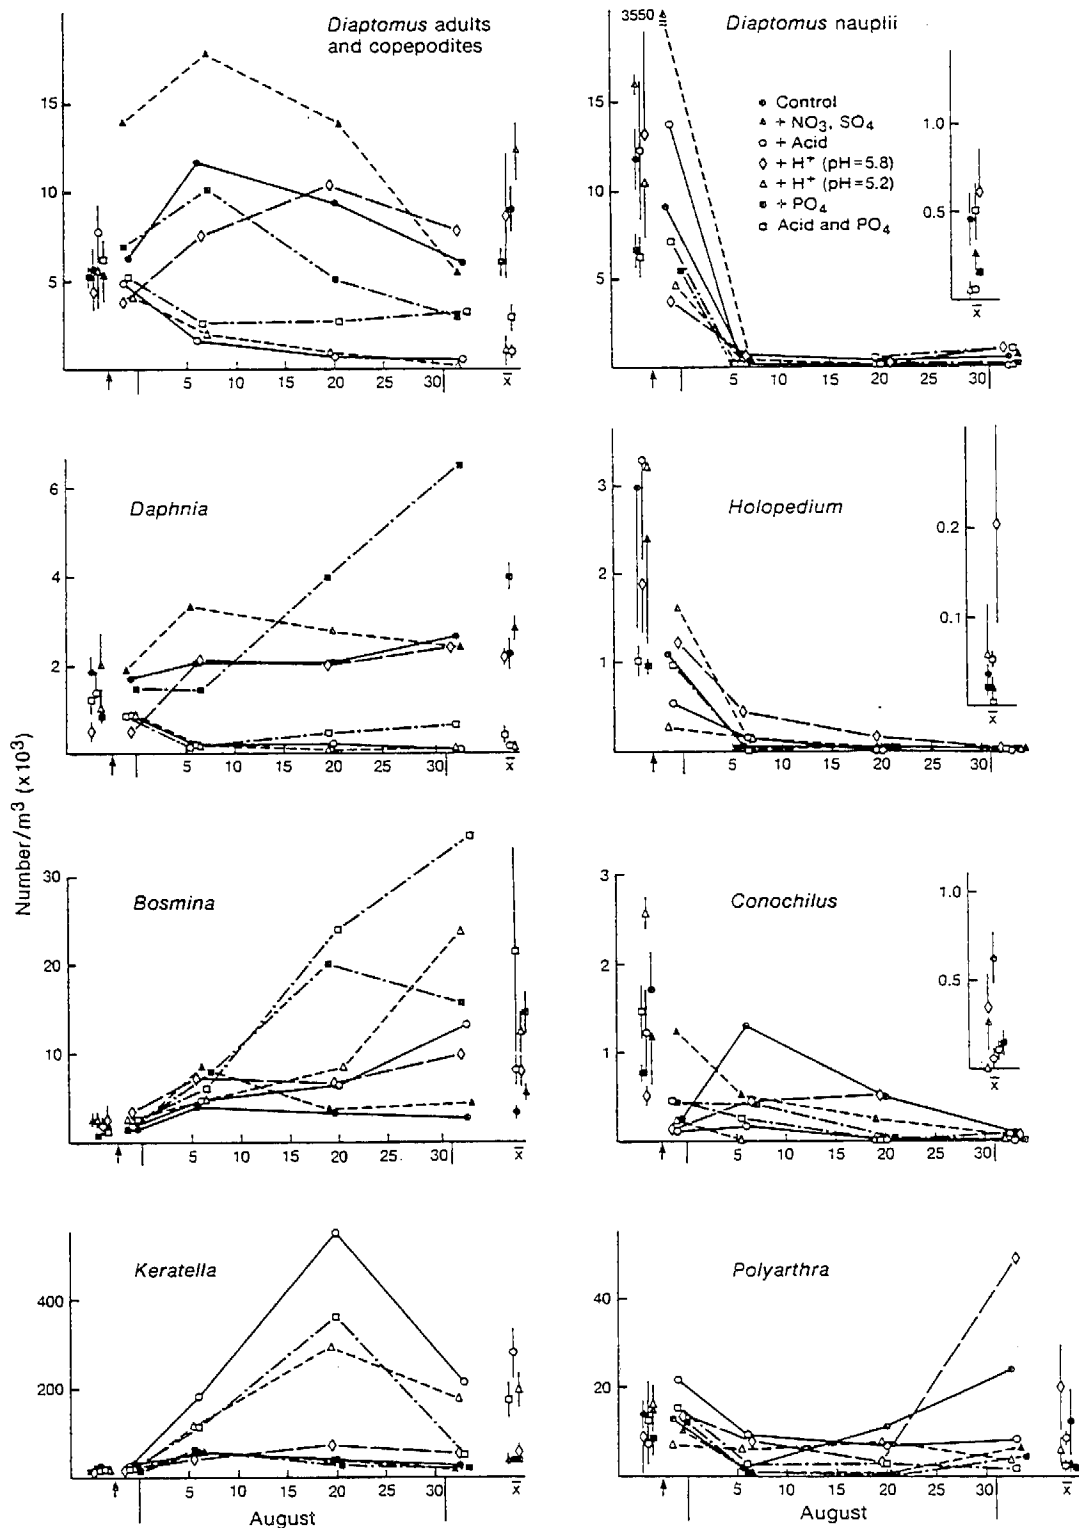 Diaptomus adults
and copepodites
15
10
5
5 10 15 20 25 30
x̄
Diaptomus nauplii
3550
15
10
5
Control
+ NO3, SO4
+ Acid
+ H+ (pH=5.8)
+ H+ (pH=5.2)
+ PO4
Acid and PO4
1.0
0.5
x̄
5 10 15 20 25 30
Number/m3 (x103)
Daphnia
6
4
2
5 10 15 20 25 30
x̄
Holopedium
3
2
1
0.2
0.1
x̄
5 10 15 20 25 30
Bosmina
30
20
10
5 10 15 20 25 30
x̄
Conochilus
3
2
1
1.0
0.5
x̄
5 10 15 20 25 30
Keratella
400
200
5 10 15 20 25 30
x̄
August
Polyarthra
40
20
5 10 15 20 25 30
x̄
August